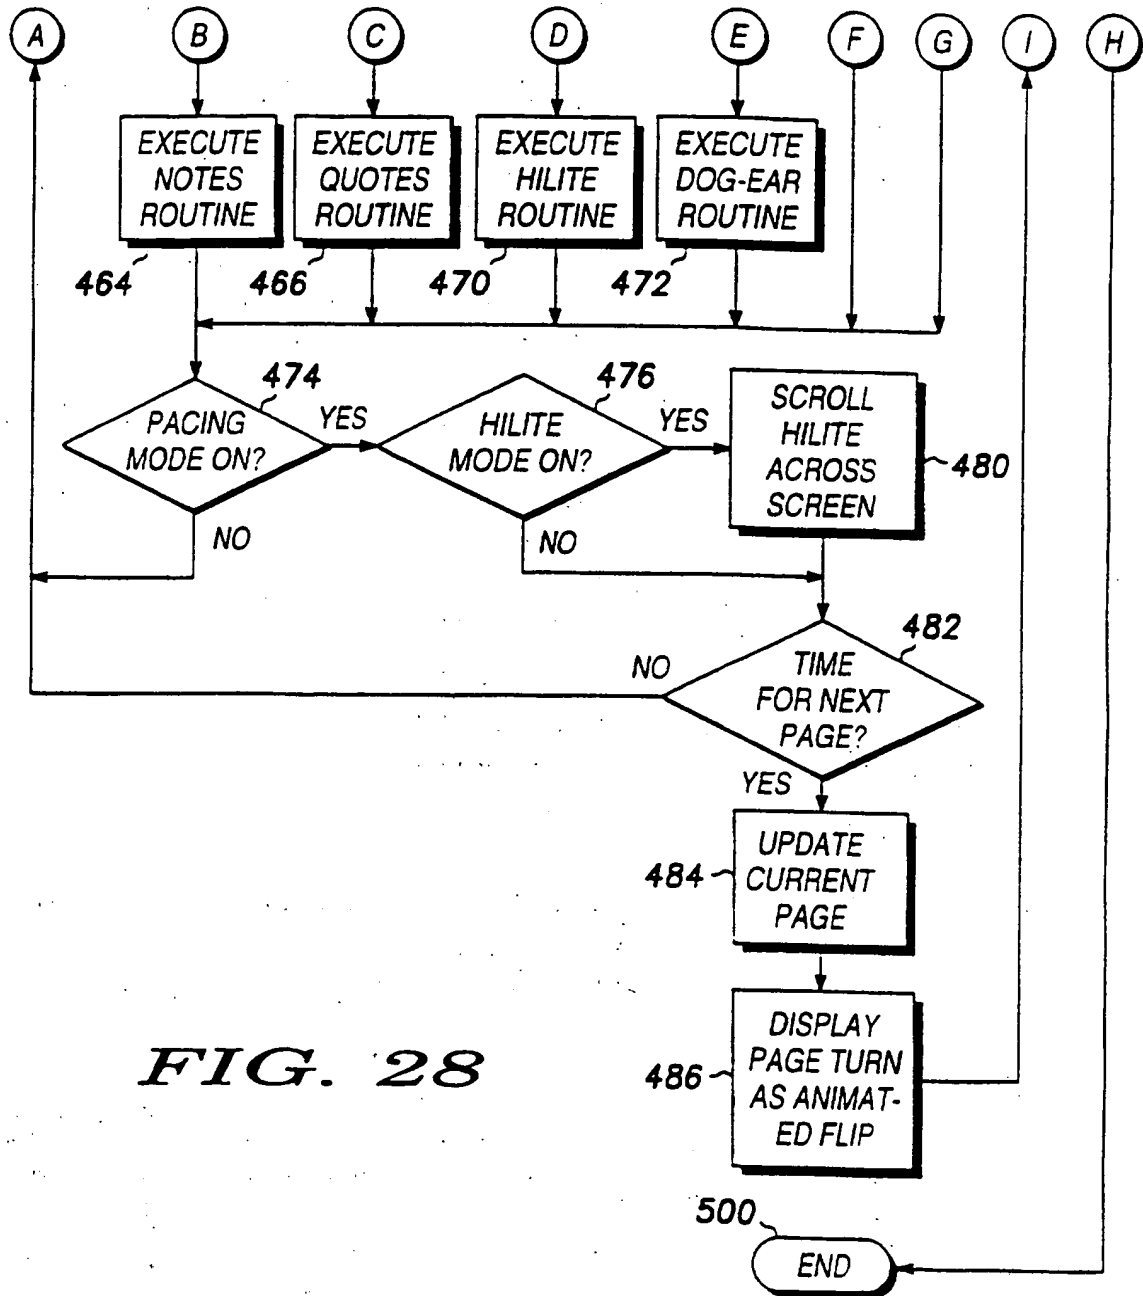 A B C D E F G I H
EXECUTE
NOTES
ROUTINE
464
EXECUTE
QUOTES
ROUTINE
466
EXECUTE
HILITE
ROUTINE
470
EXECUTE
DOG-EAR
ROUTINE
472
474
PACING
MODE ON?
YES
NO
476
HILITE
MODE ON?
YES
NO
SCROLL
HILITE
ACROSS
SCREEN
480
482
TIME
FOR NEXT
PAGE?
NO
YES
UPDATE
CURRENT
PAGE
484
DISPLAY
PAGE TURN
AS ANIMAT-
ED FLIP
486
FIG. 28
500
END